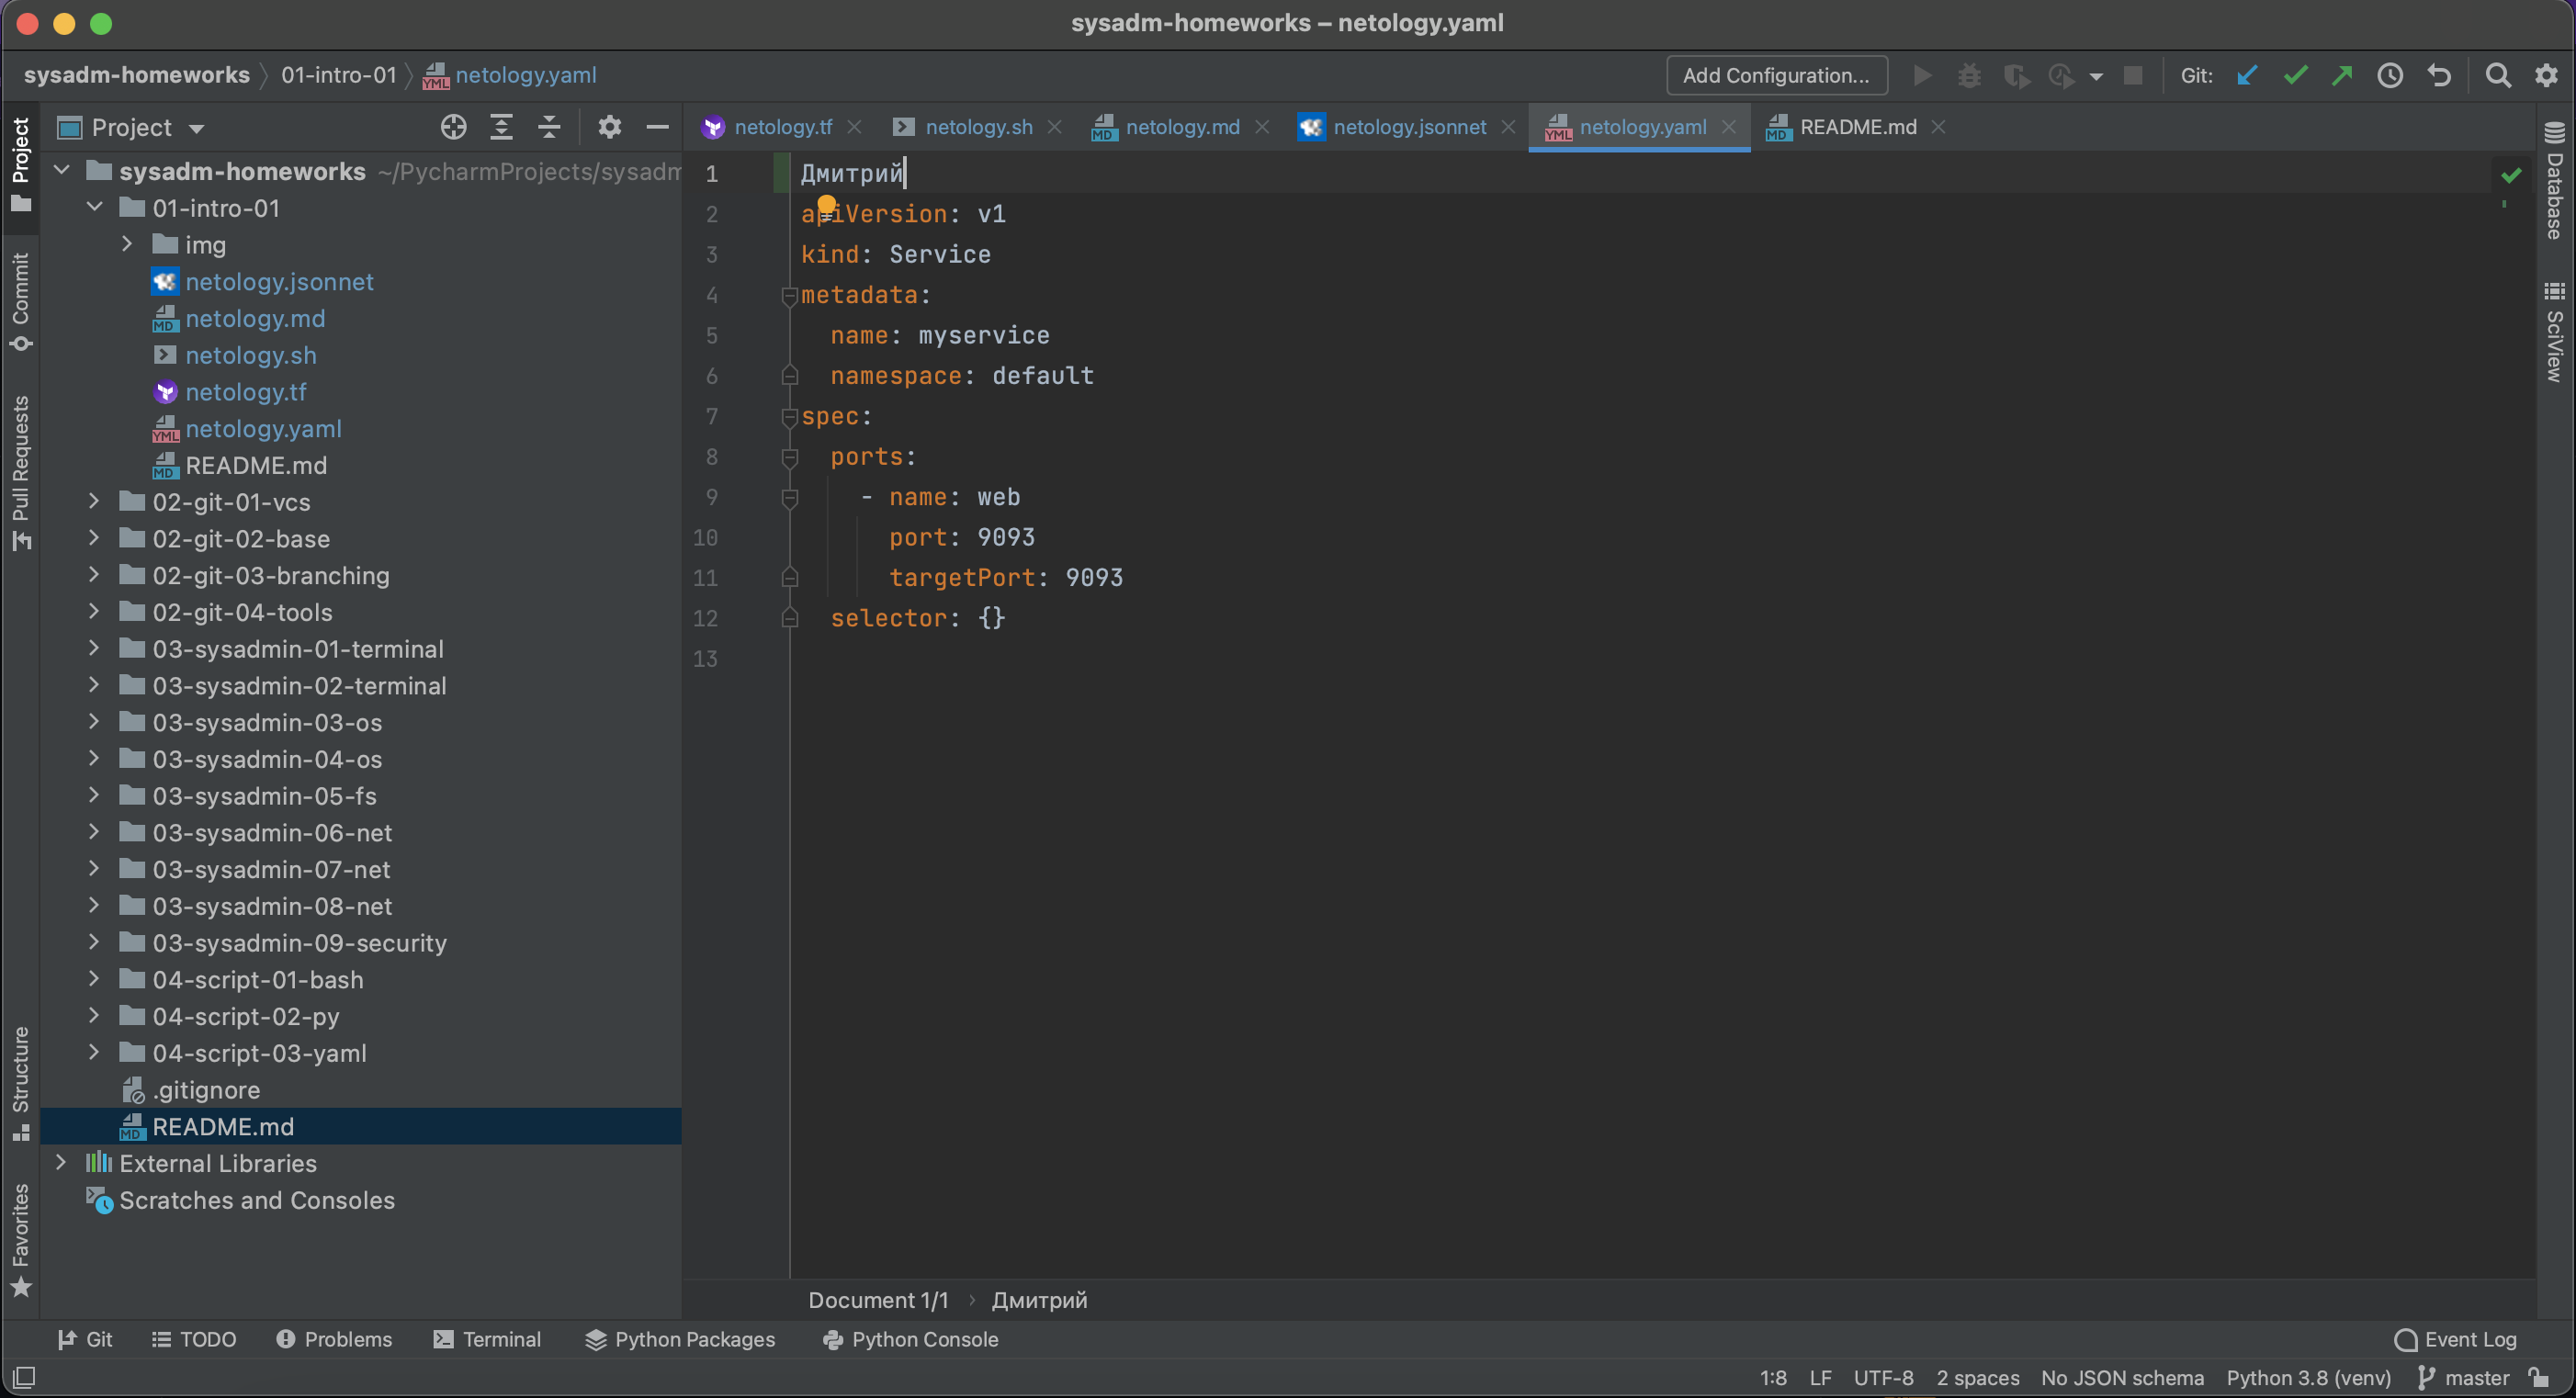 sysadm-homeworks – netology.yaml
sysadm-homeworks 01-intro-01 netology.yaml Add Configuration... Git:
Project
netology.tf netology.sh netology.md netology.jsonnet netology.yaml README.md
Project
Commit
Pull Requests
Structure
Favorites
sysadm-homeworks ~/PycharmProjects/sysadm
01-intro-01
img
netology.jsonnet
netology.md
netology.sh
netology.tf
netology.yaml
README.md
02-git-01-vcs
02-git-02-base
02-git-03-branching
02-git-04-tools
03-sysadmin-01-terminal
03-sysadmin-02-terminal
03-sysadmin-03-os
03-sysadmin-04-os
03-sysadmin-05-fs
03-sysadmin-06-net
03-sysadmin-07-net
03-sysadmin-08-net
03-sysadmin-09-security
04-script-01-bash
04-script-02-py
04-script-03-yaml
.gitignore
README.md
External Libraries
Scratches and Consoles
1 Дмитрий
2 apiVersion: v1
3 kind: Service
4 metadata:
5 name: myservice
6 namespace: default
7 spec:
8 ports:
9 - name: web
10 port: 9093
11 targetPort: 9093
12 selector: {}
13
Database
SciView
Document 1/1 › Дмитрий
Git TODO Problems Terminal Python Packages Python Console Event Log
1:8 LF UTF-8 2 spaces No JSON schema Python 3.8 (venv) master